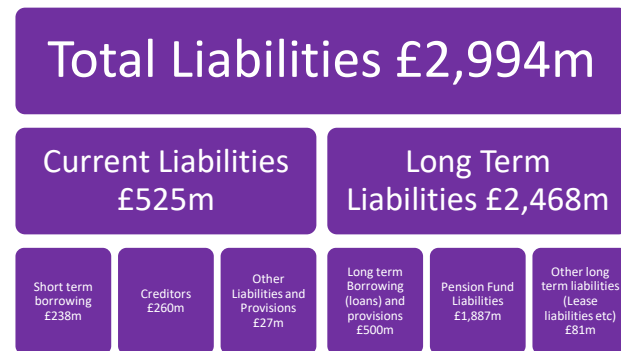 Total Liabilities £2,994m
Current Liabilities
£525m
Long Term
Liabilities £2,468m
Short term
borrowing
£238m
Creditors
£260m
Other
Liabilities and
Provisions
£27m
Long term
Borrowing
(loans) and
provisions
£500m
Pension Fund
Liabilities
£1,887m
Other long
term liabilities
(Lease
liabilities etc)
£81m